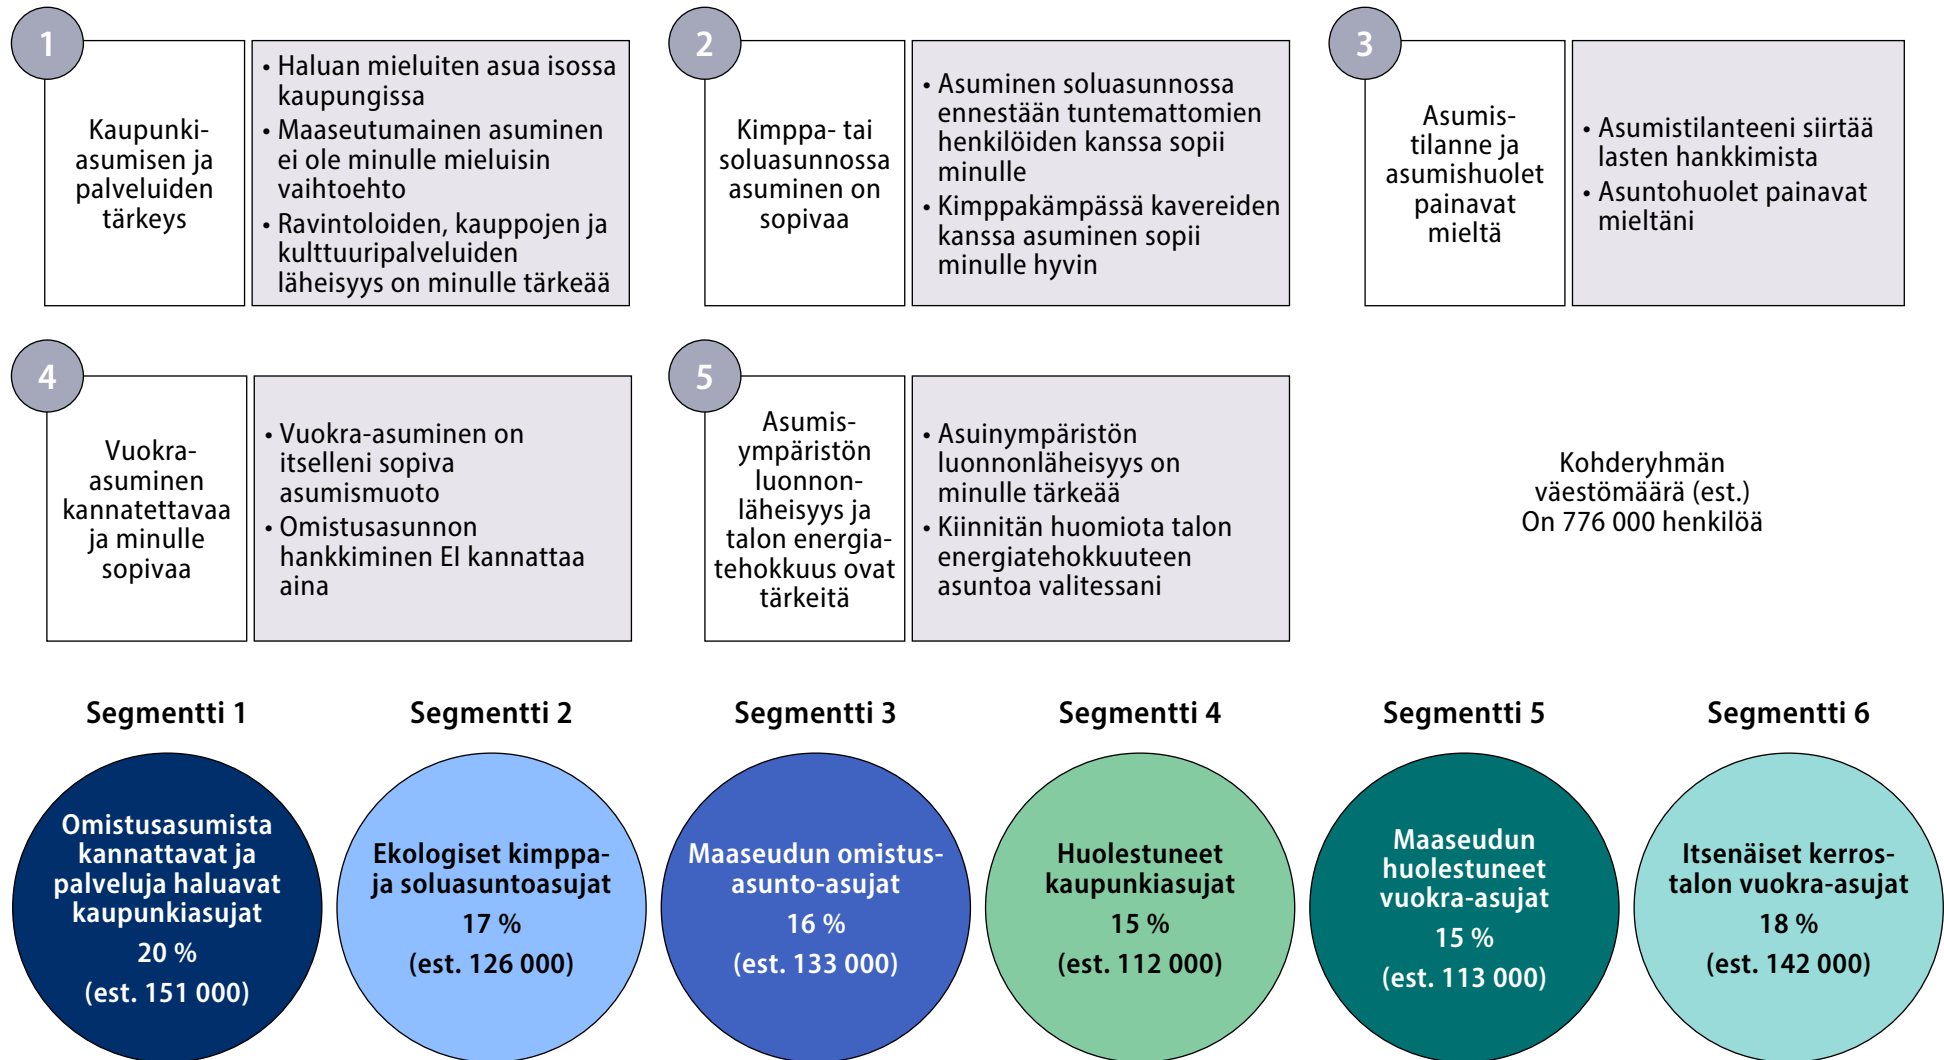 1
Kaupunki-
asumisen ja
palveluiden
tärkeys
• Haluan mieluiten asua isossa
kaupungissa
• Maaseutumainen asuminen
ei ole minulle mieluisin
vaihtoehto
• Ravintoloiden, kauppojen ja
kulttuuripalveluiden
läheisyys on minulle tärkeää
2
Kimppa- tai
soluasunnossa
asuminen on
sopivaa
• Asuminen soluasunnossa
ennestään tuntemattomien
henkilöiden kanssa sopii
minulle
• Kimppakämpässä kavereiden
kanssa asuminen sopii
minulle hyvin
3
Asumis-
tilanne ja
asumishuolet
painavat
mieltä
• Asumistilanteeni siirtää
lasten hankkimista
• Asuntohuolet painavat
mieltäni
4
Vuokra-
asuminen
kannatettavaa
ja minulle
sopivaa
• Vuokra-asuminen on
itselleni sopiva
asumismuoto
• Omistusasunnon
hankkiminen EI kannattaa
aina
5
Asumis-
ympäristön
luonnon-
läheisyys ja
talon energia-
tehokkuus ovat
tärkeitä
• Asuinympäristön
luonnonläheisyys on
minulle tärkeää
• Kiinnitän huomiota talon
energiatehokkuuteen
asuntoa valitessani
Kohderyhmän
väestömäärä (est.)
On 776 000 henkilöä
Segmentti 1
Omistusasumista
kannattavat ja
palveluja haluavat
kaupunkiasujat
20 %
(est. 151 000)
Segmentti 2
Ekologiset kimppa-
ja soluasuntoasujat
17 %
(est. 126 000)
Segmentti 3
Maaseudun omistus-
asunto-asujat
16 %
(est. 133 000)
Segmentti 4
Huolestuneet
kaupunkiasujat
15 %
(est. 112 000)
Segmentti 5
Maaseudun
huolestuneet
vuokra-asujat
15 %
(est. 113 000)
Segmentti 6
Itsenäiset kerros-
talon vuokra-asujat
18 %
(est. 142 000)